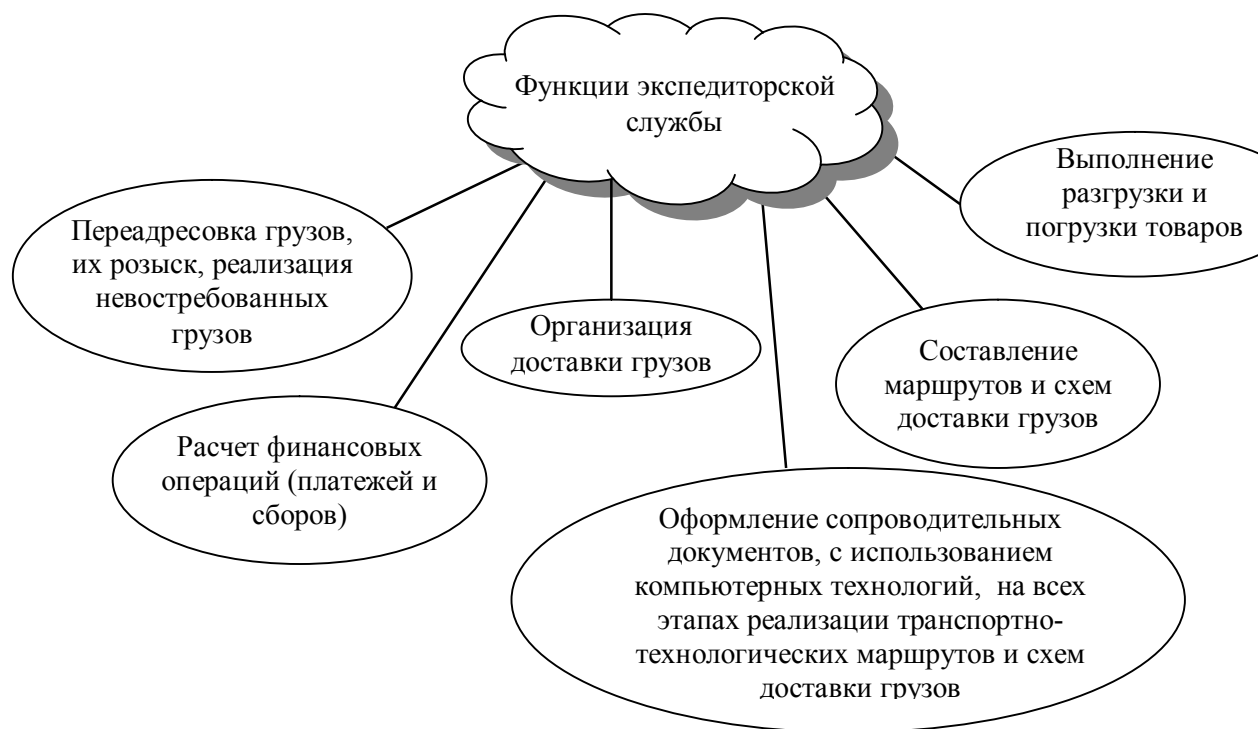 Функции экспедиторской
службы
Выполнение
разгрузки и
погрузки товаров
Переадресовка грузов,
их розыск, реализация
невостребованных
грузов
Организация
доставки грузов
Составление
маршрутов и схем
доставки грузов
Расчет финансовых
операций (платежей и
сборов)
Оформление сопроводительных
документов, с использованием
компьютерных технологий,  на всех
этапах реализации транспортно-
технологических маршрутов и схем
доставки грузов